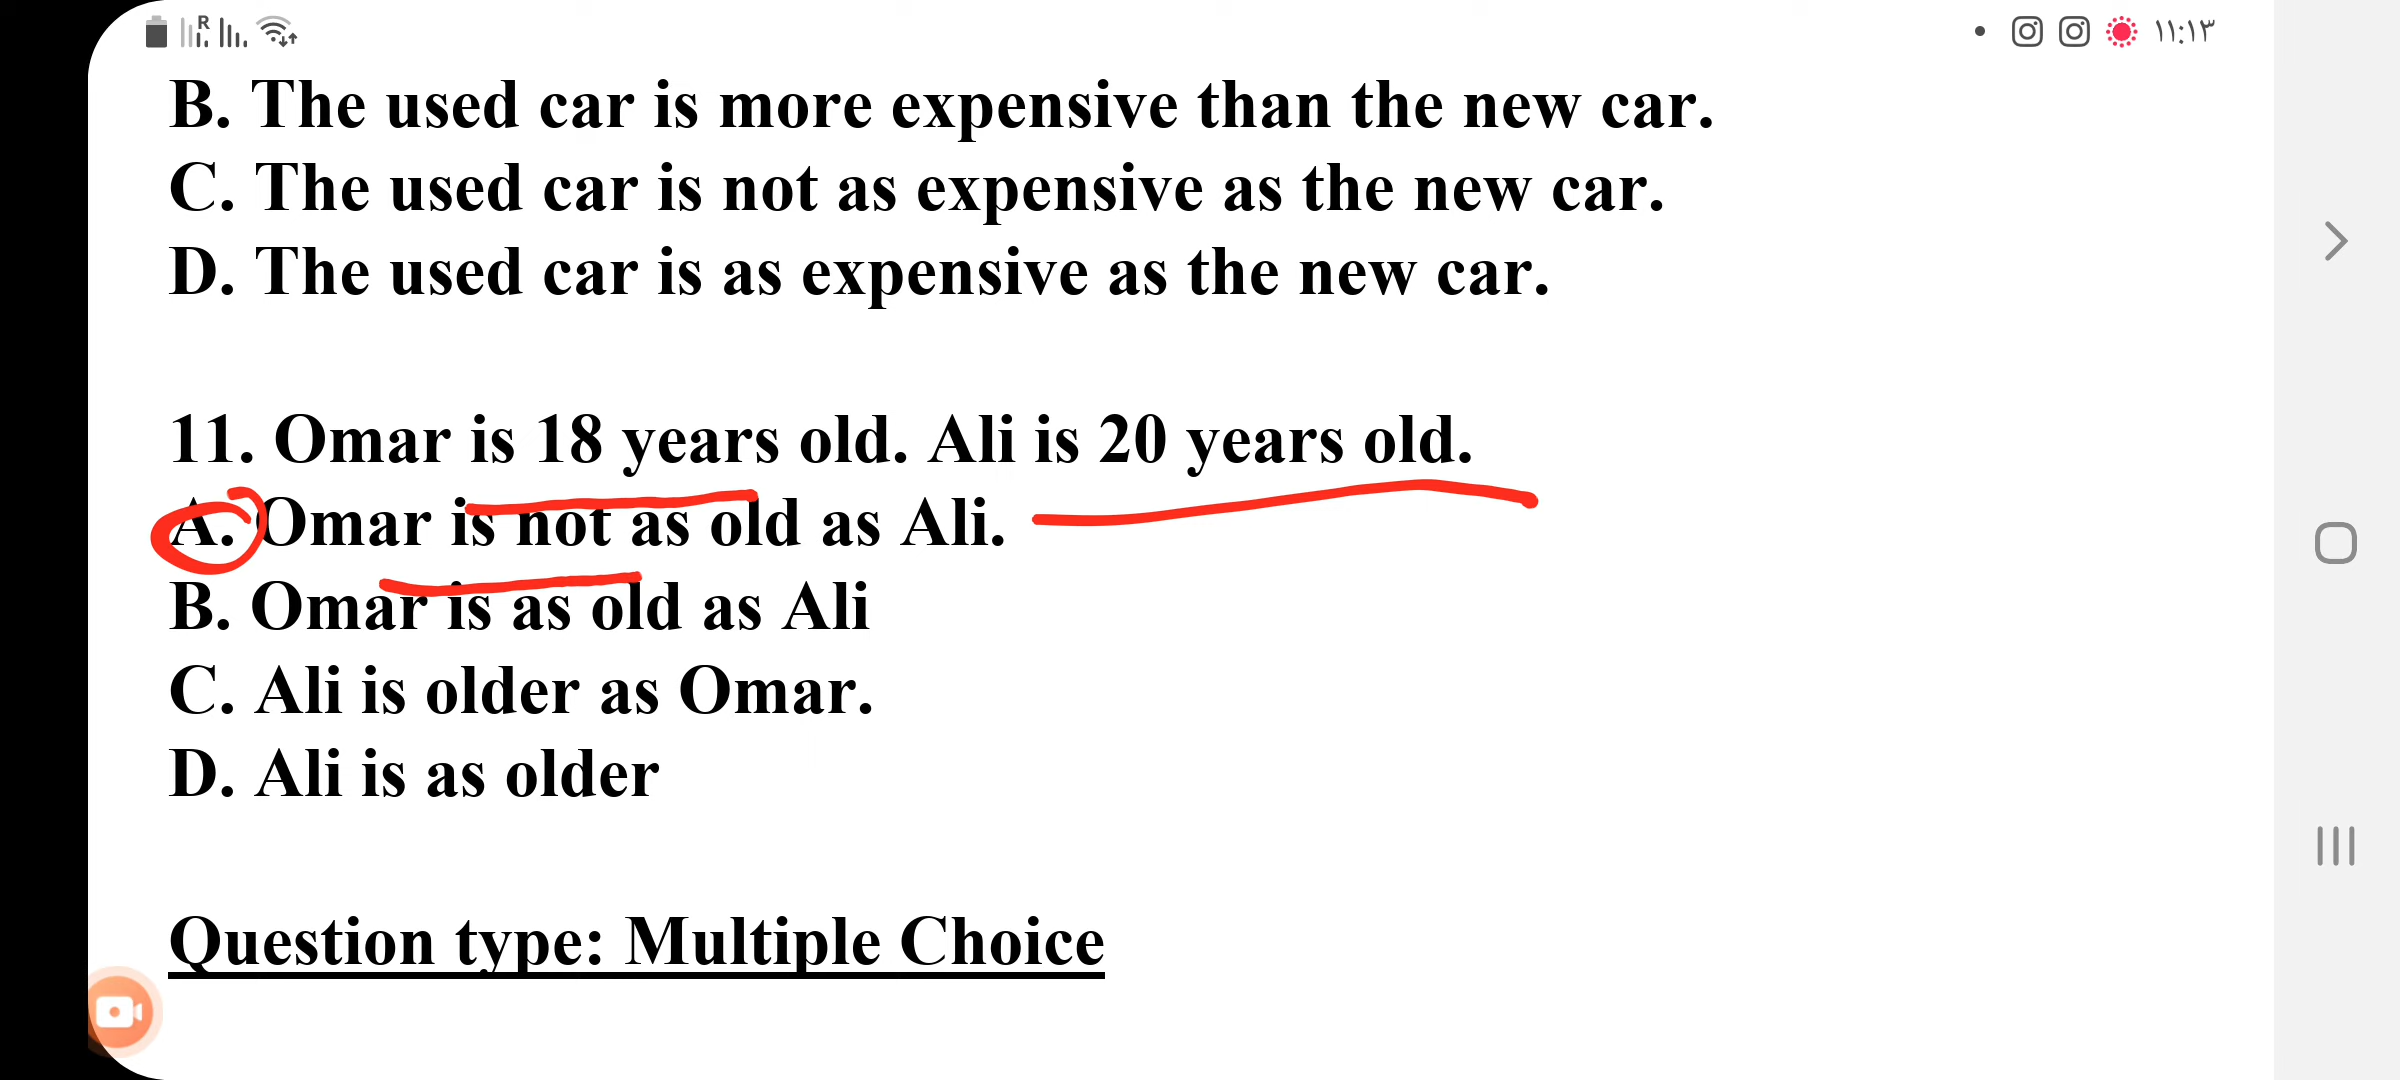 R
١١:١٣
B. The used car is more expensive than the new car.
C. The used car is not as expensive as the new car.
D. The used car is as expensive as the new car.
11. Omar is 18 years old. Ali is 20 years old.
A. Omar is not as old as Ali.
B. Omar is as old as Ali
C. Ali is older as Omar.
D. Ali is as older
Question type: Multiple Choice